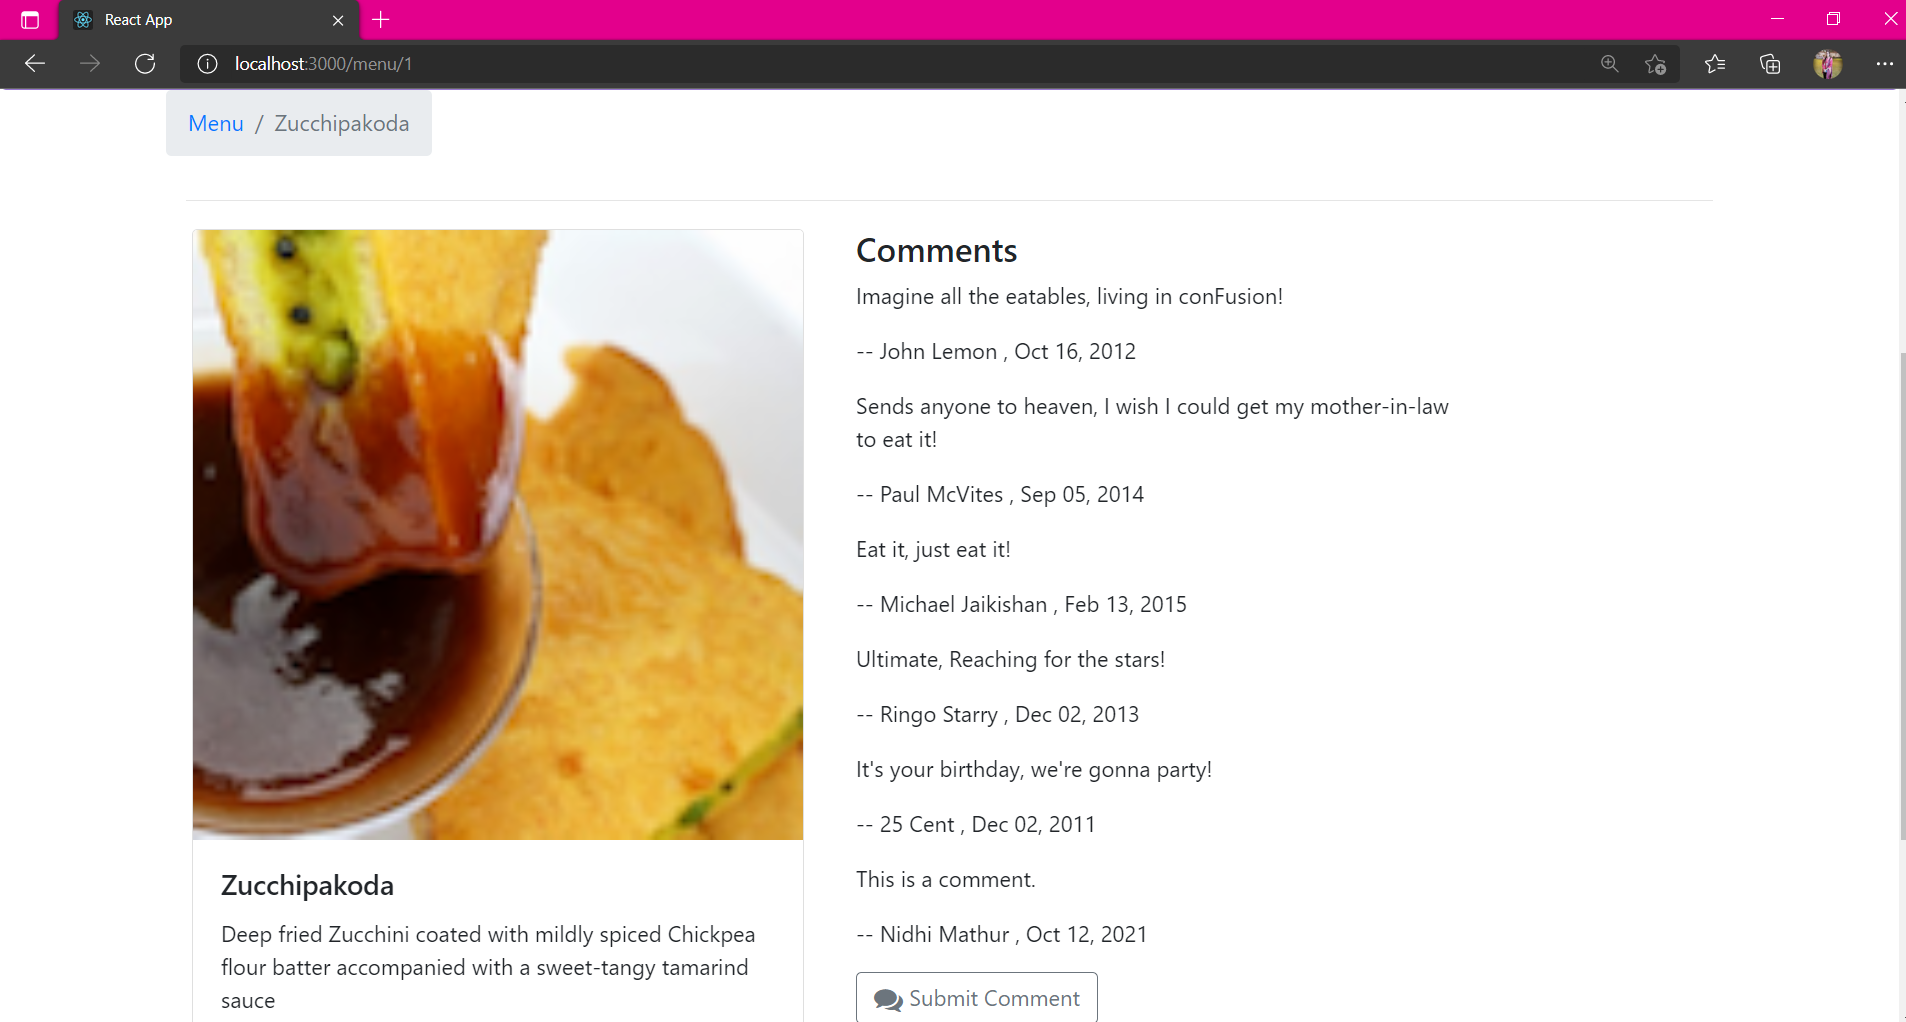 React App
localhost:3000/menu/1
Menu / Zucchipakoda
Comments
Imagine all the eatables, living in conFusion!
-- John Lemon , Oct 16, 2012
Sends anyone to heaven, I wish I could get my mother-in-law
to eat it!
-- Paul McVites , Sep 05, 2014
Eat it, just eat it!
-- Michael Jaikishan , Feb 13, 2015
Ultimate, Reaching for the stars!
-- Ringo Starry , Dec 02, 2013
It's your birthday, we're gonna party!
-- 25 Cent , Dec 02, 2011
This is a comment.
-- Nidhi Mathur , Oct 12, 2021
Submit Comment
Zucchipakoda
Deep fried Zucchini coated with mildly spiced Chickpea
flour batter accompanied with a sweet-tangy tamarind
sauce